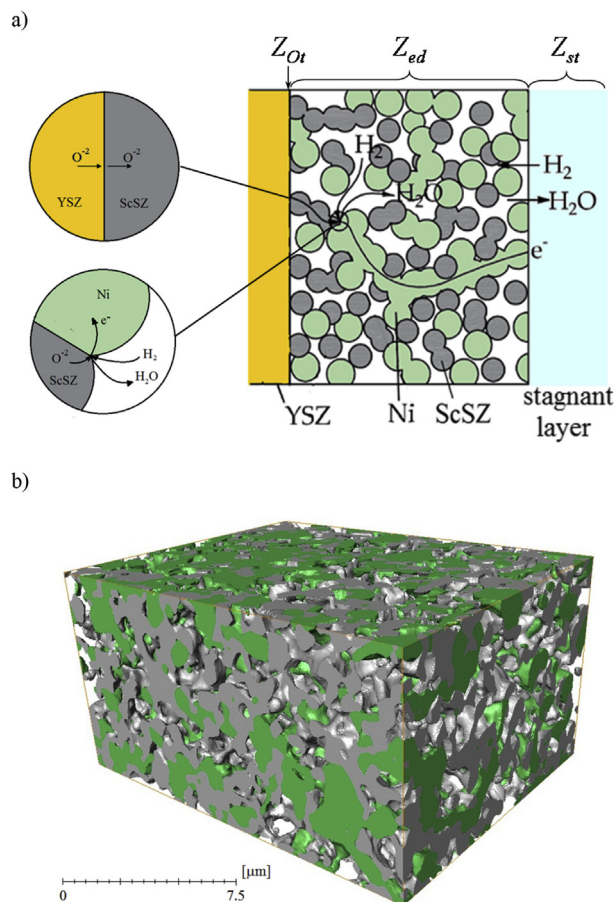 a)
Z_Ot Z_ed Z_st
O⁻² O⁻²
YSZ ScSZ
Ni
e⁻
O⁻² H₂
ScSZ H₂O
H₂
H₂O
H₂
H₂O
e⁻
YSZ Ni ScSZ stagnant
layer
b)
[μm]
0 7.5